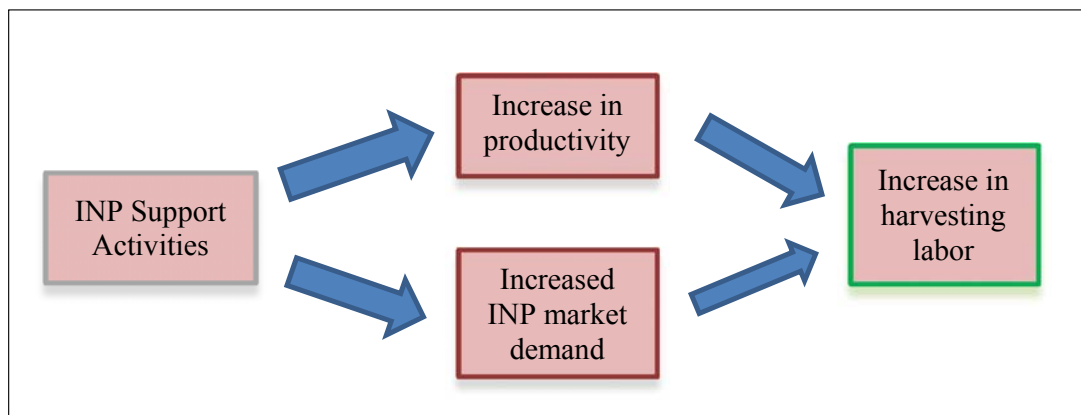 INP Support
Activities
Increase in
productivity
Increased
INP market
demand
Increase in
harvesting
labor